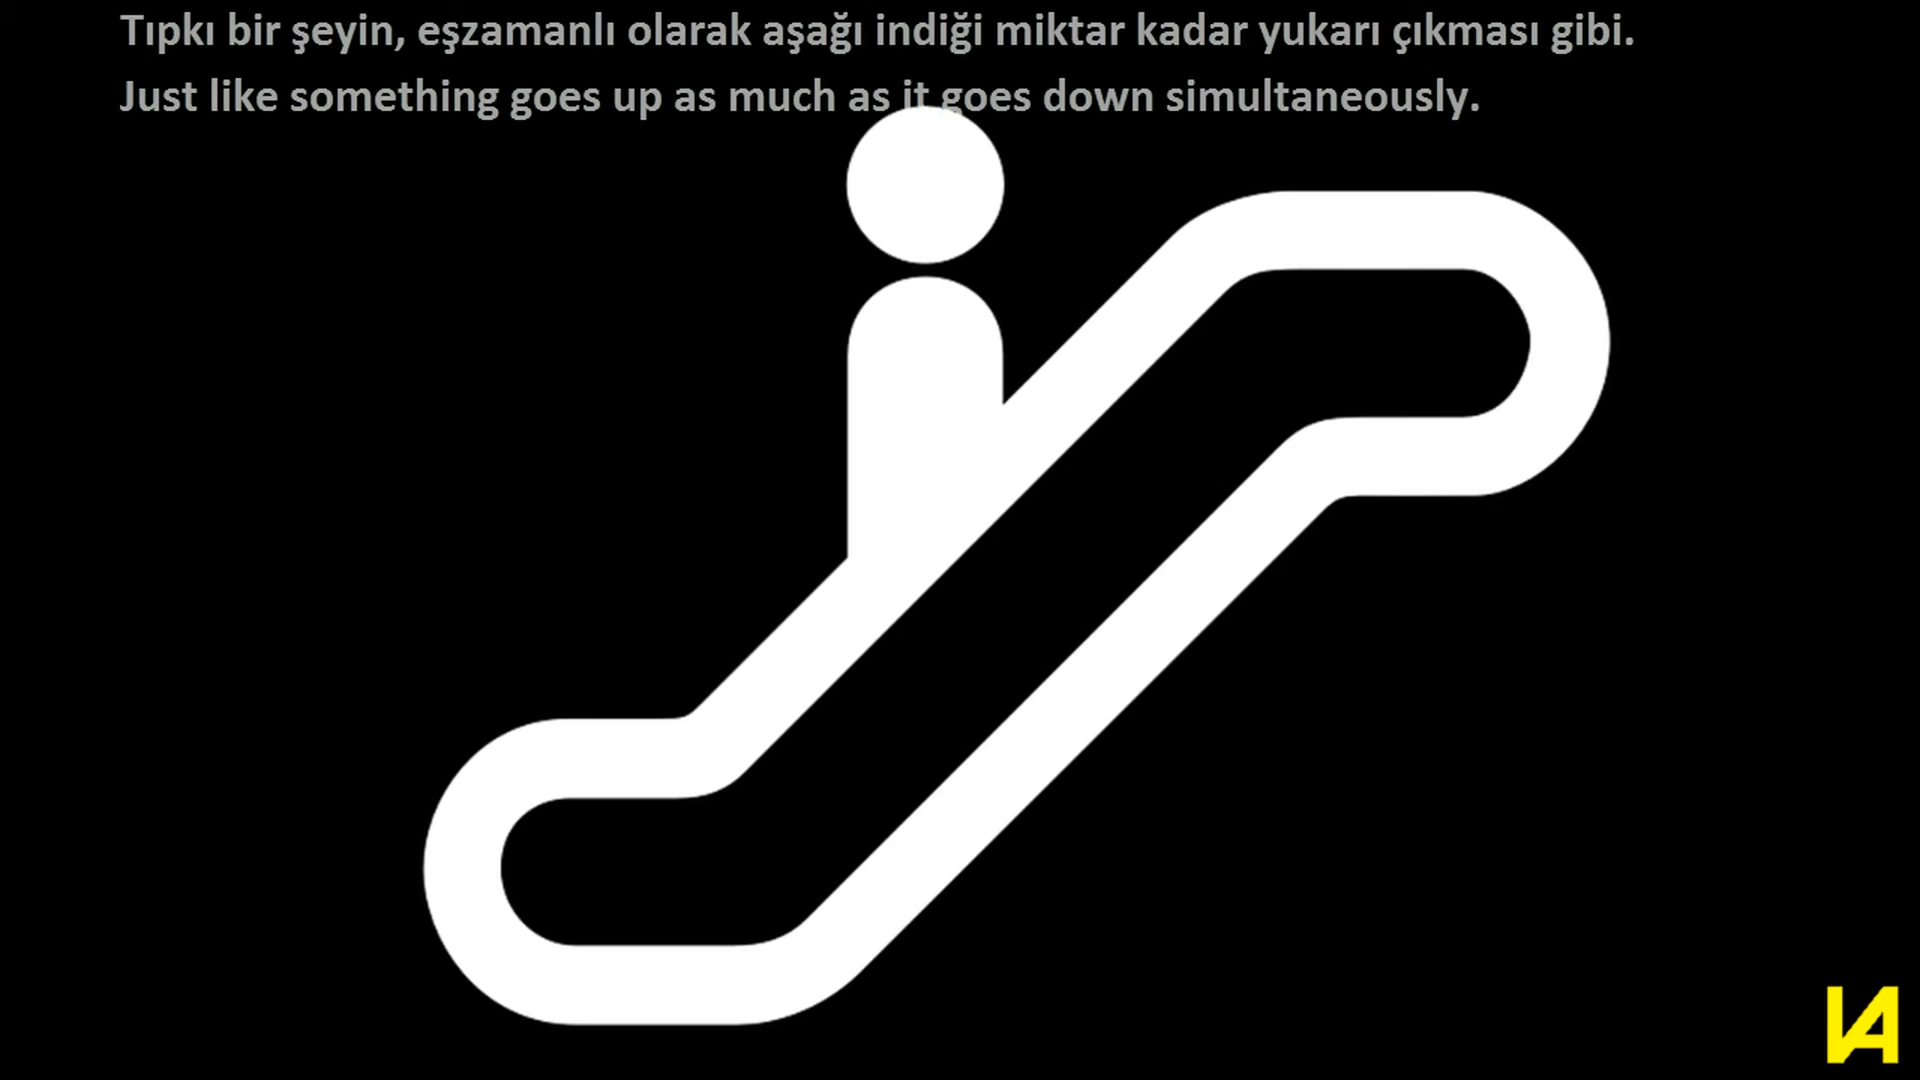 Tıpkı bir şeyin, eşzamanlı olarak aşağı indiği miktar kadar yukarı çıkması gibi.
Just like something goes up as much as it goes down simultaneously.